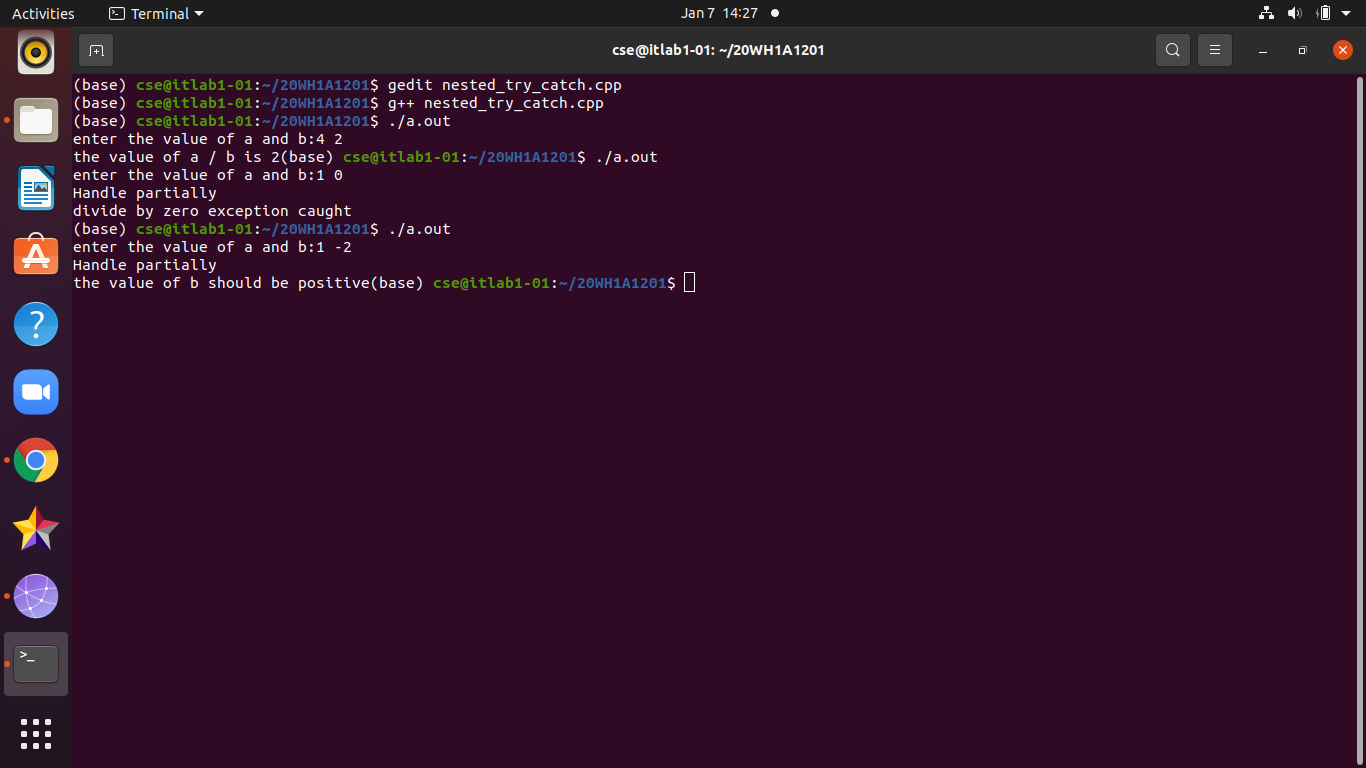 Activities Terminal Jan 7 14:27
cse@itlab1-01: ~/20WH1A1201
(base) cse@itlab1-01:~/20WH1A1201$ gedit nested_try_catch.cpp
(base) cse@itlab1-01:~/20WH1A1201$ g++ nested_try_catch.cpp
(base) cse@itlab1-01:~/20WH1A1201$ ./a.out
enter the value of a and b:4 2
the value of a / b is 2(base) cse@itlab1-01:~/20WH1A1201$ ./a.out
enter the value of a and b:1 0
Handle partially
divide by zero exception caught
(base) cse@itlab1-01:~/20WH1A1201$ ./a.out
enter the value of a and b:1 -2
Handle partially
the value of b should be positive(base) cse@itlab1-01:~/20WH1A1201$